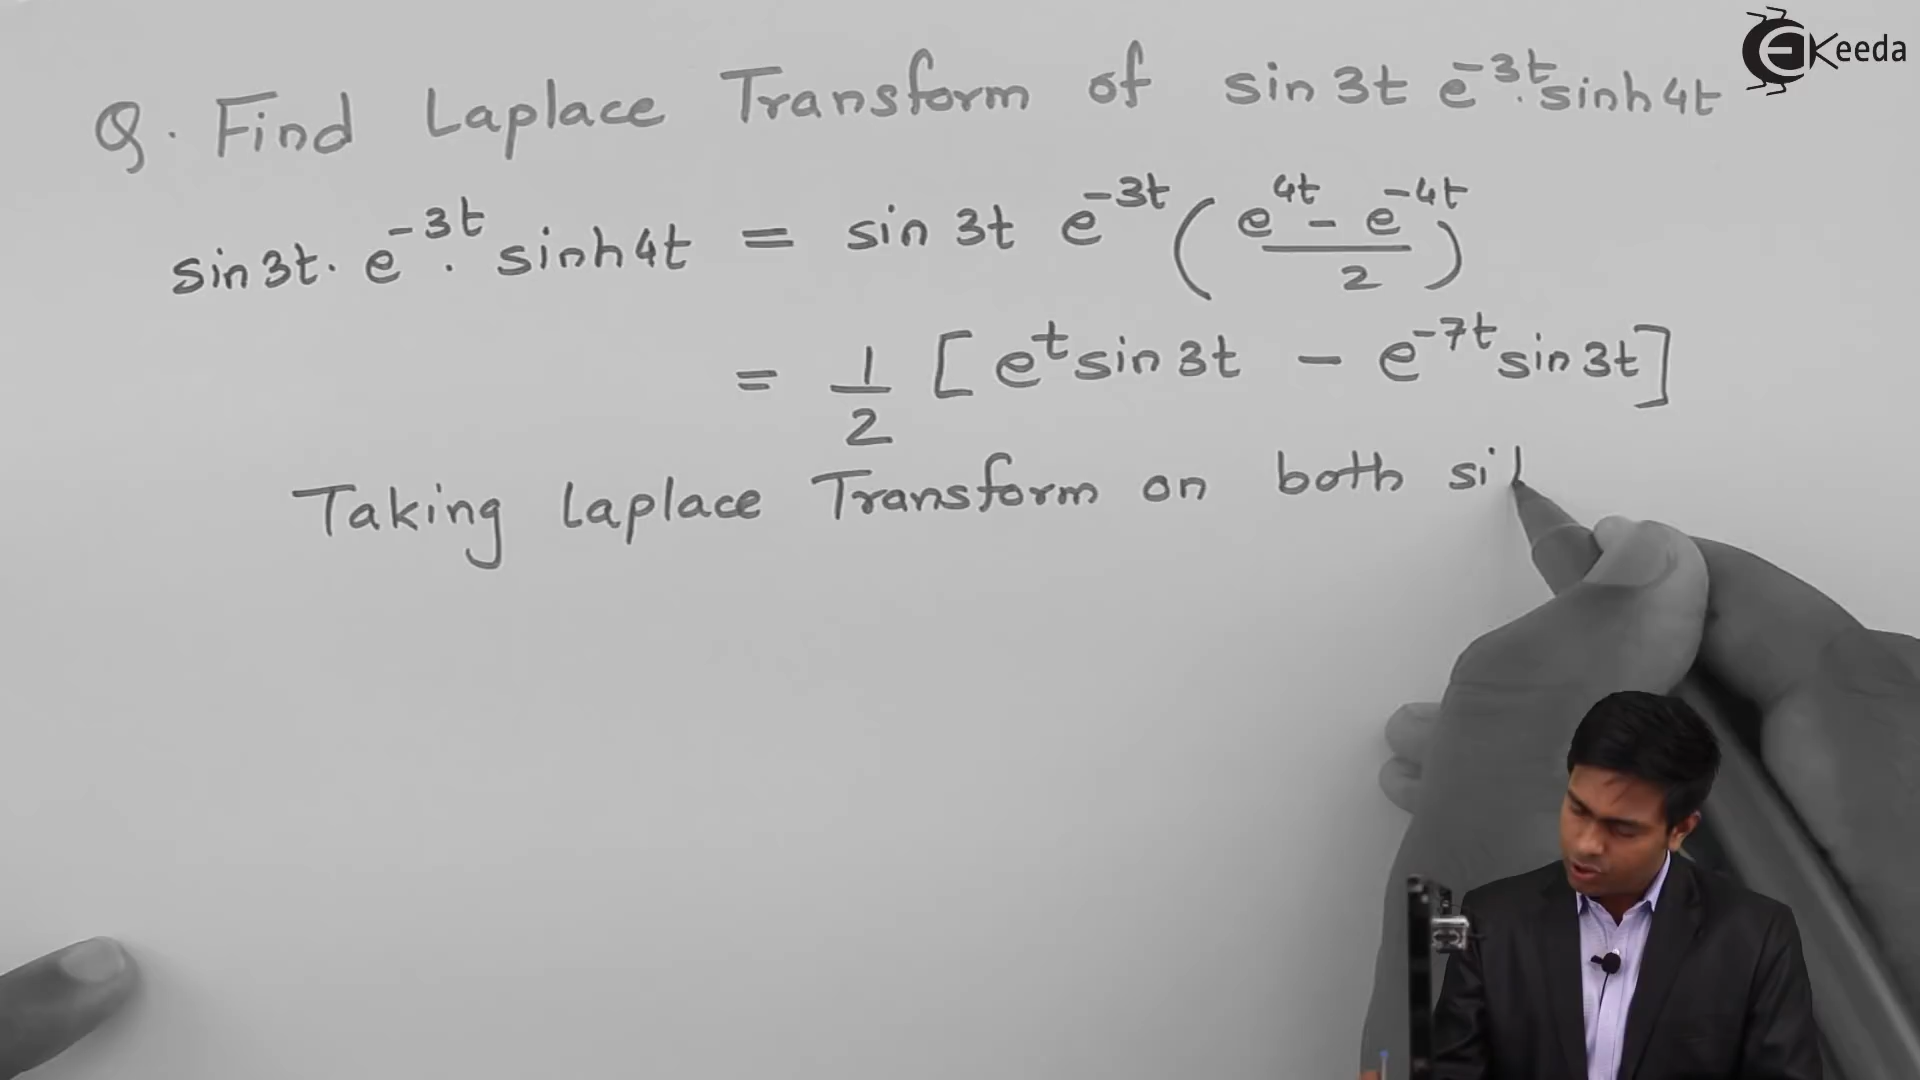 Keeda
Q. Find Laplace Transform of sin 3t e^{-3t}. sinh 4t
sin 3t. e^{-3t}. sinh 4t = sin 3t e^{-3t} ( (e^{4t} - e^{-4t}) / 2 )
= 1/2 [ e^{t} sin 3t - e^{-7t} sin 3t ]
Taking Laplace Transform on both